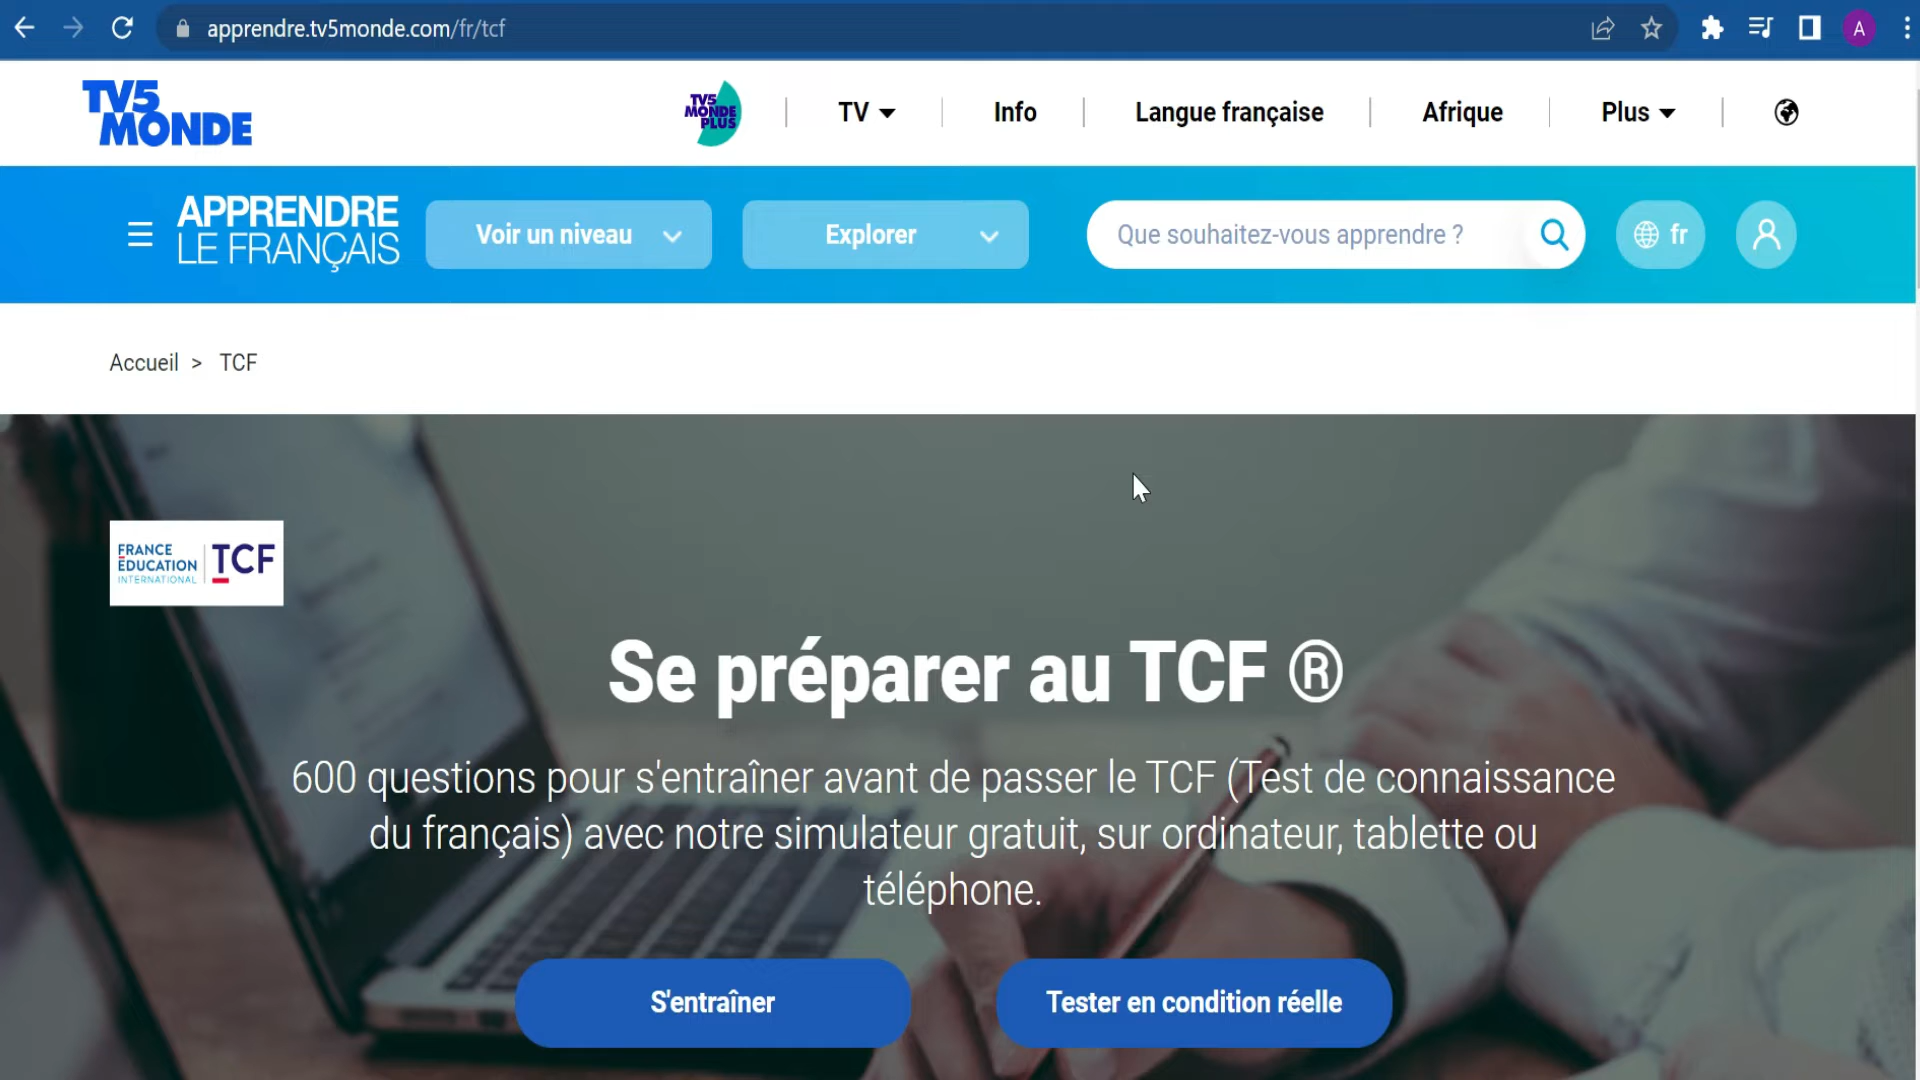 apprendre.tv5monde.com/fr/tcf
A
TV5
MONDE
TV5
MONDE
PLUS
TV
Info
Langue française
Afrique
Plus
APPRENDRE
LE FRANÇAIS
Voir un niveau
Explorer
Que souhaitez-vous apprendre ?
fr
Accueil > TCF
FRANCE
ÉDUCATION
INTERNATIONAL
TCF
Se préparer au TCF ®
600 questions pour s'entraîner avant de passer le TCF (Test de connaissance
du français) avec notre simulateur gratuit, sur ordinateur, tablette ou
téléphone.
S'entraîner
Tester en condition réelle